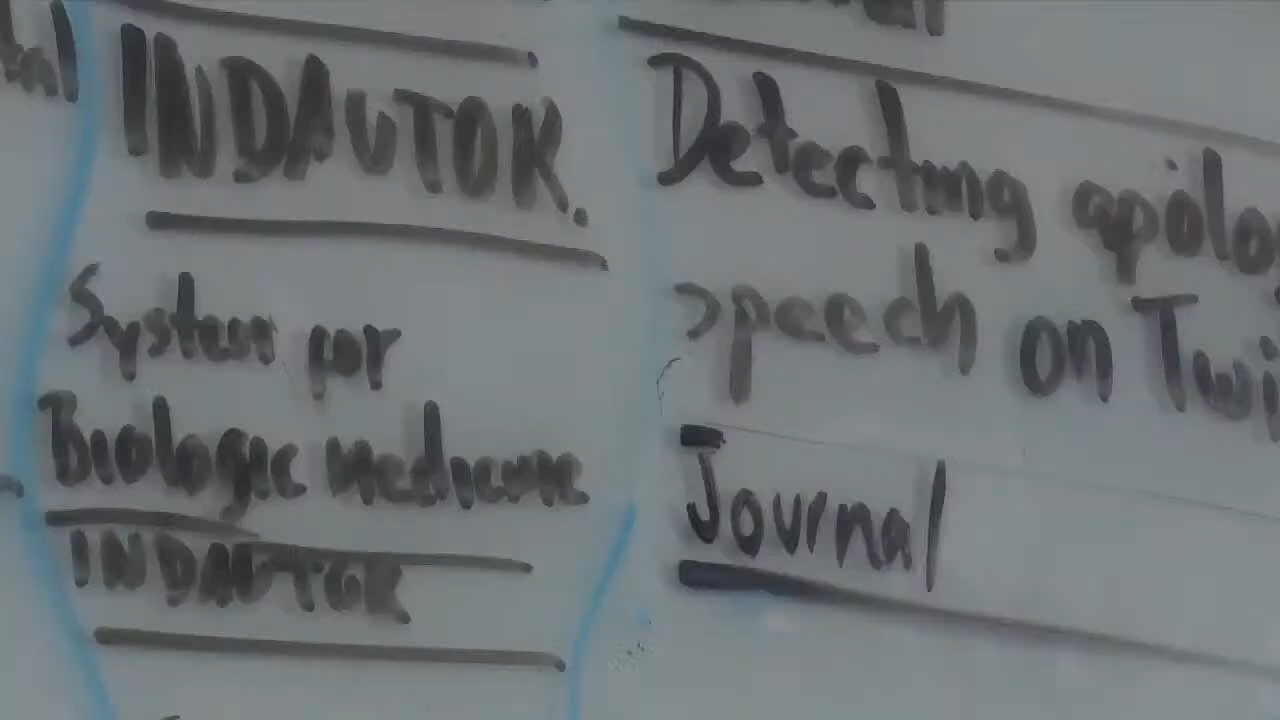 INDAUTOR.
System por
Biologic Medicine
INDAUTOR
Detecting
speech on
Journal